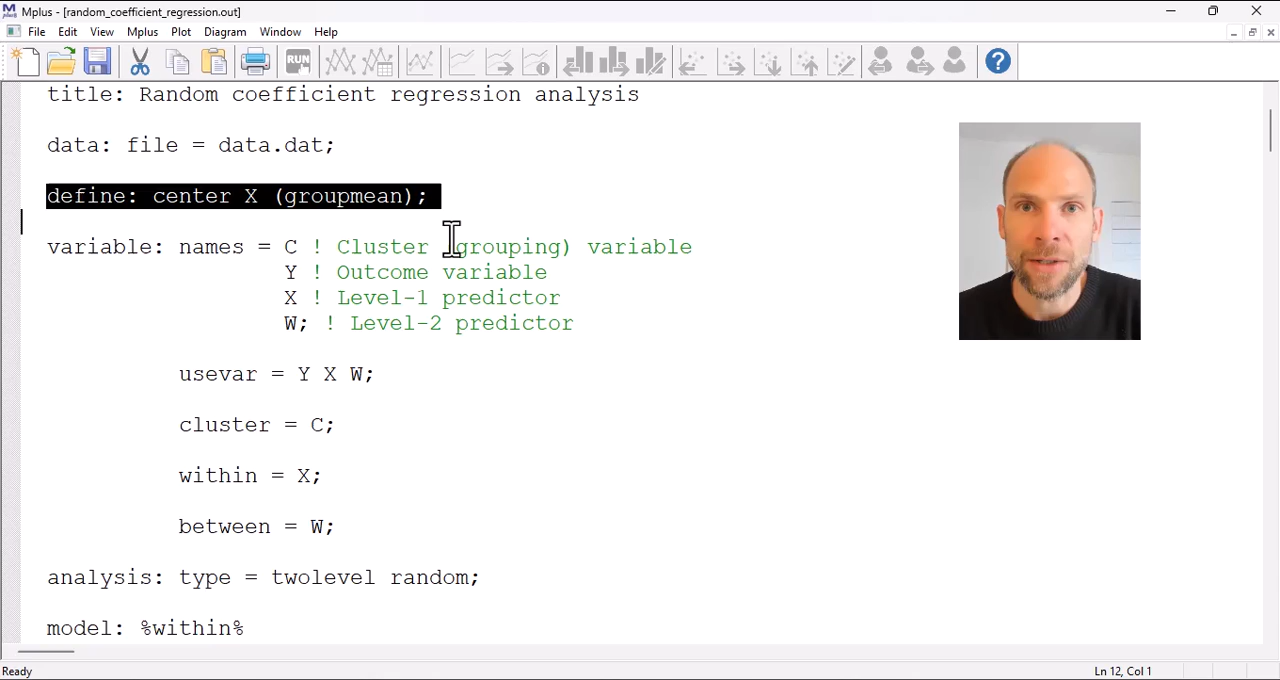 Mplus - [random_coefficient_regression.out]
File Edit View Mplus Plot Diagram Window Help
RUN
title: Random coefficient regression analysis
data: file = data.dat;
define: center X (groupmean);
variable: names = C ! Cluster (grouping) variable
Y ! Outcome variable
X ! Level-1 predictor
W; ! Level-2 predictor
usevar = Y X W;
cluster = C;
within = X;
between = W;
analysis: type = twolevel random;
model: %within%
Ready Ln 12, Col 1